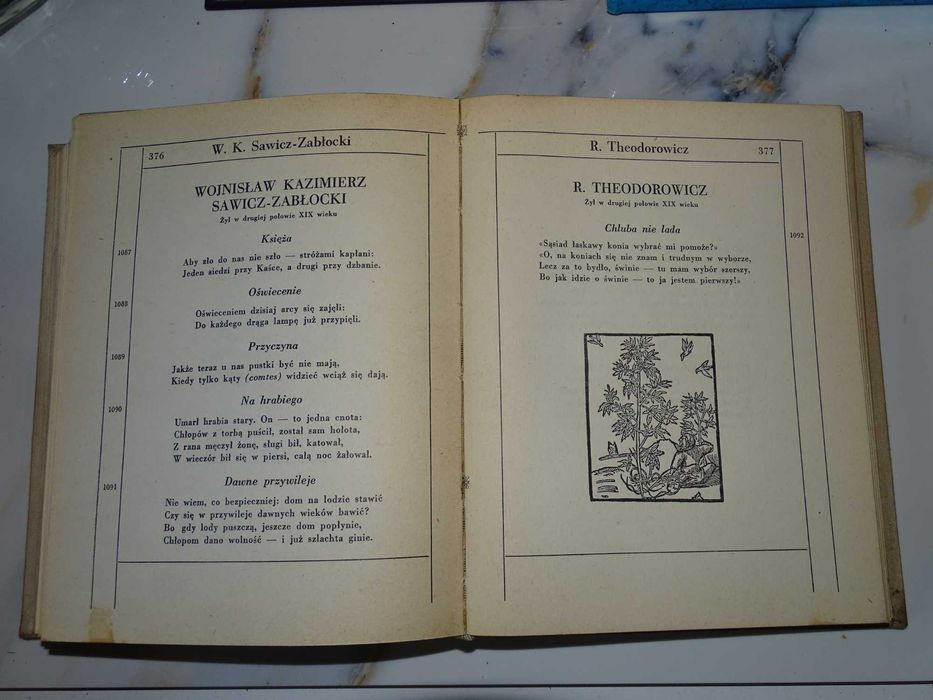 376
W. K. Sawicz-Zabłocki
WOJNISŁAW KAZIMIERZ
SAWICZ-ZABŁOCKI
Żył w drugiej połowie XIX wieku
Księża
1087
Aby zło do nas nie szło — stróżami kapłani:
Jeden siedzi przy Kaśce, a drugi przy dzbanie.
Oświecenie
1088
Oświeceniem dzisiaj arcy się zajęli:
Do każdego drąga lampę już przypięli.
Przyczyna
1089
Jakże teraz u nas pustki być nie mają,
Kiedy tylko kąty (comtes) widzieć wciąż się dają.
Na hrabiego
1090
Umarł hrabia stary. On — to jedna cnota:
Chłopów z torbą puścił, został sam hołota,
Z rana męczył żonę, sługi bił, katował,
W wieczór bił się w piersi, całą noc żałował.
Dawne przywileje
1091
Nie wiem, co bezpieczniej: dom na lodzie stawić
Czy się w przywileje dawnych wieków bawić?
Bo gdy lody puszczą, jeszcze dom popłynie,
Chłopom dano wolność — i już szlachta ginie.
R. Theodorowicz
377
R. THEODOROWICZ
Żył w drugiej połowie XIX wieku
Chluba nie lada
1092
«Sąsiad łaskawy konia wybrać mi pomoże?»
«O, na koniach się nie znam i trudnym w wyborze,
Lecz za to bydło, świnie — tu mam wybór szerszy,
Bo jak idzie o świnie — to ja jestem pierwszy!»